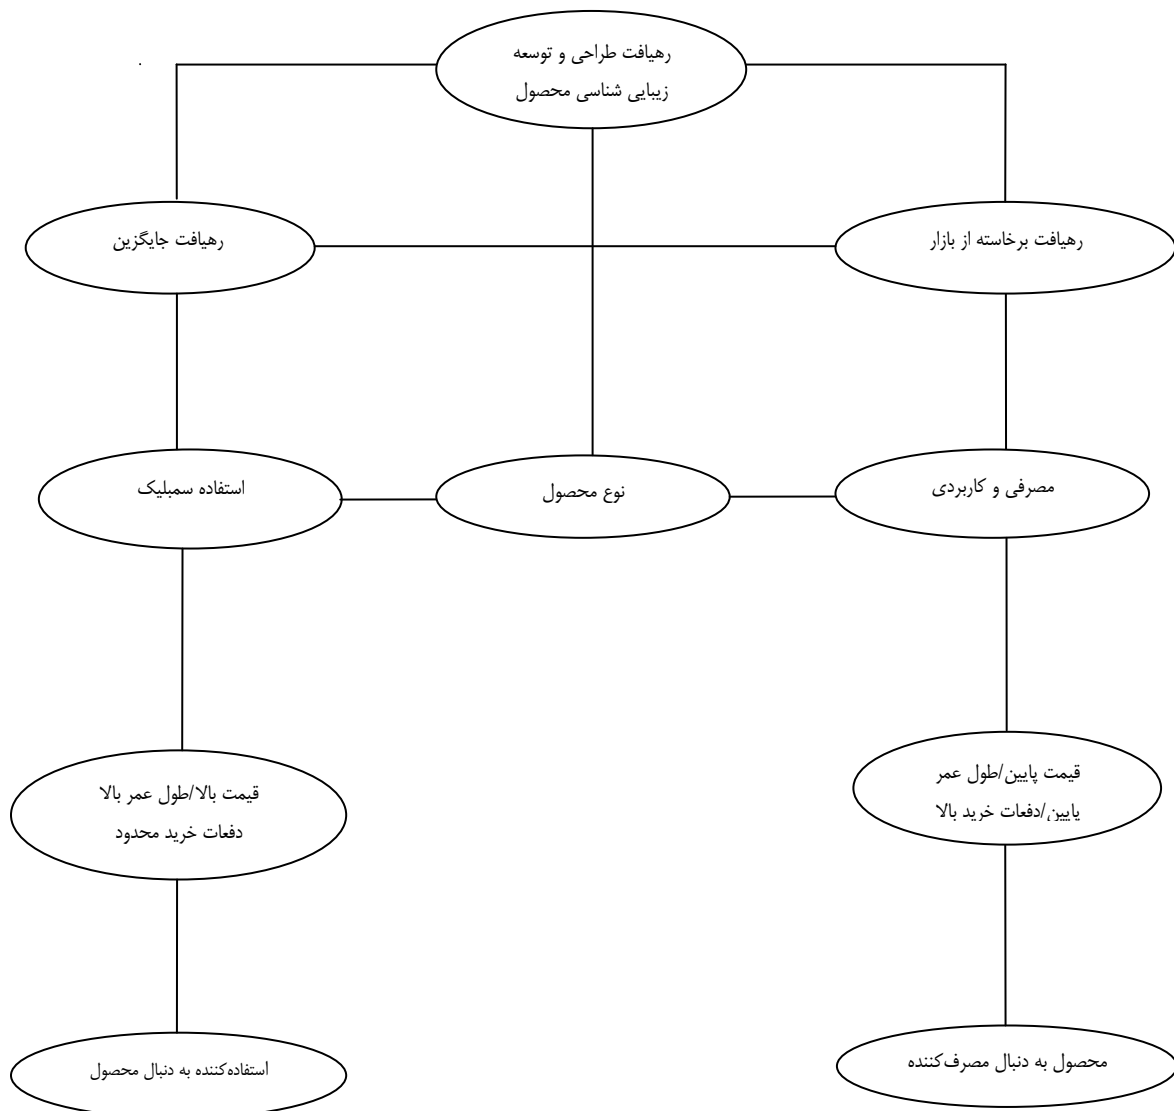 رهیافت طراحی و توسعه
زیبایی شناسی محصول
رهیافت برخاسته از بازار
رهیافت جایگزین
مصرفی و کاربردی
نوع محصول
استفاده سمبلیک
قیمت پایین/طول عمر
پایین/دفعات خرید بالا
قیمت بالا/طول عمر بالا
دفعات خرید محدود
محصول به دنبال مصرف‌کننده
استفاده‌کننده به دنبال محصول